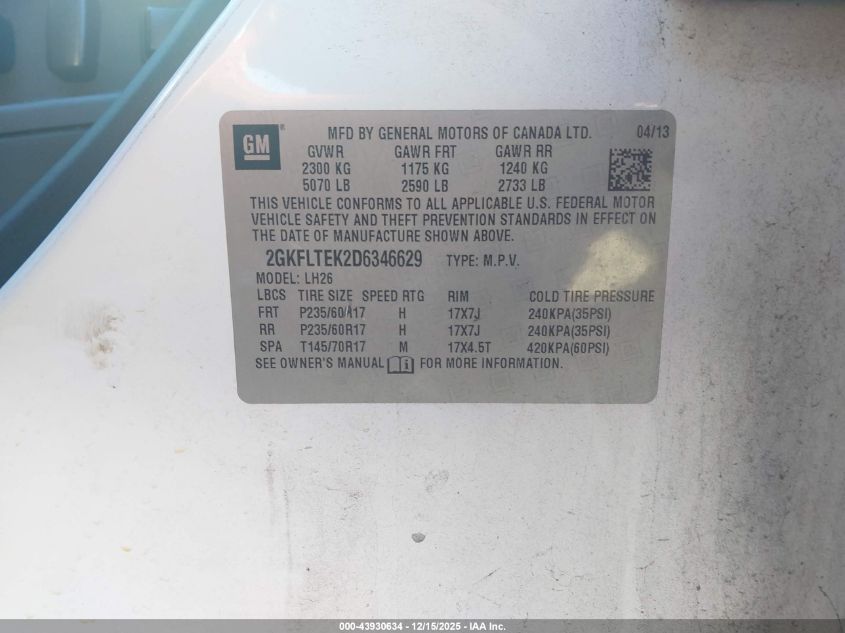 GM ®
MFD BY GENERAL MOTORS OF CANADA LTD. 04/13
GVWR GAWR FRT GAWR RR
2300 KG 1175 KG 1240 KG
5070 LB 2590 LB 2733 LB
THIS VEHICLE CONFORMS TO ALL APPLICABLE U.S. FEDERAL MOTOR
VEHICLE SAFETY AND THEFT PREVENTION STANDARDS IN EFFECT ON
THE DATE OF MANUFACTURE SHOWN ABOVE.
2GKFLTEK2D6346629 TYPE: M.P.V.
MODEL: LH26
LBCS TIRE SIZE SPEED RTG RIM COLD TIRE PRESSURE
FRT P235/60R17 H 17X7J 240KPA(35PSI)
RR P235/60R17 H 17X7J 240KPA(35PSI)
SPA T145/70R17 M 17X4.5T 420KPA(60PSI)
SEE OWNER'S MANUAL FOR MORE INFORMATION.
000-43930634 - 12/15/2025 - IAA Inc.